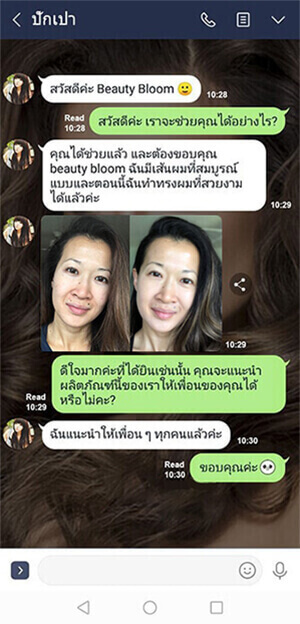 ปักเปา
สวัสดีค่ะ Beauty Bloom
10:28
Read
10:28
สวัสดีค่ะ เราจะช่วยคุณได้อย่างไร?
คุณได้ช่วยแล้ว และต้องขอบคุณ
beauty bloom ฉันมีเส้นผมที่สมบูรณ์
แบบและตอนนี้ฉันทำทรงผมที่สวยงาม
ได้แล้วค่ะ
10:29
10:29
ดีใจมากค่ะที่ได้ยินเช่นนั้น คุณจะแนะนำ
ผลิตภัณฑ์นี้ของเราให้เพื่อนของคุณได้
หรือไม่คะ?
Read
10:29
ฉันแนะนำให้เพื่อน ๆ ทุกคนแล้วค่ะ
10:30
Read
10:30
ขอบคุณค่ะ